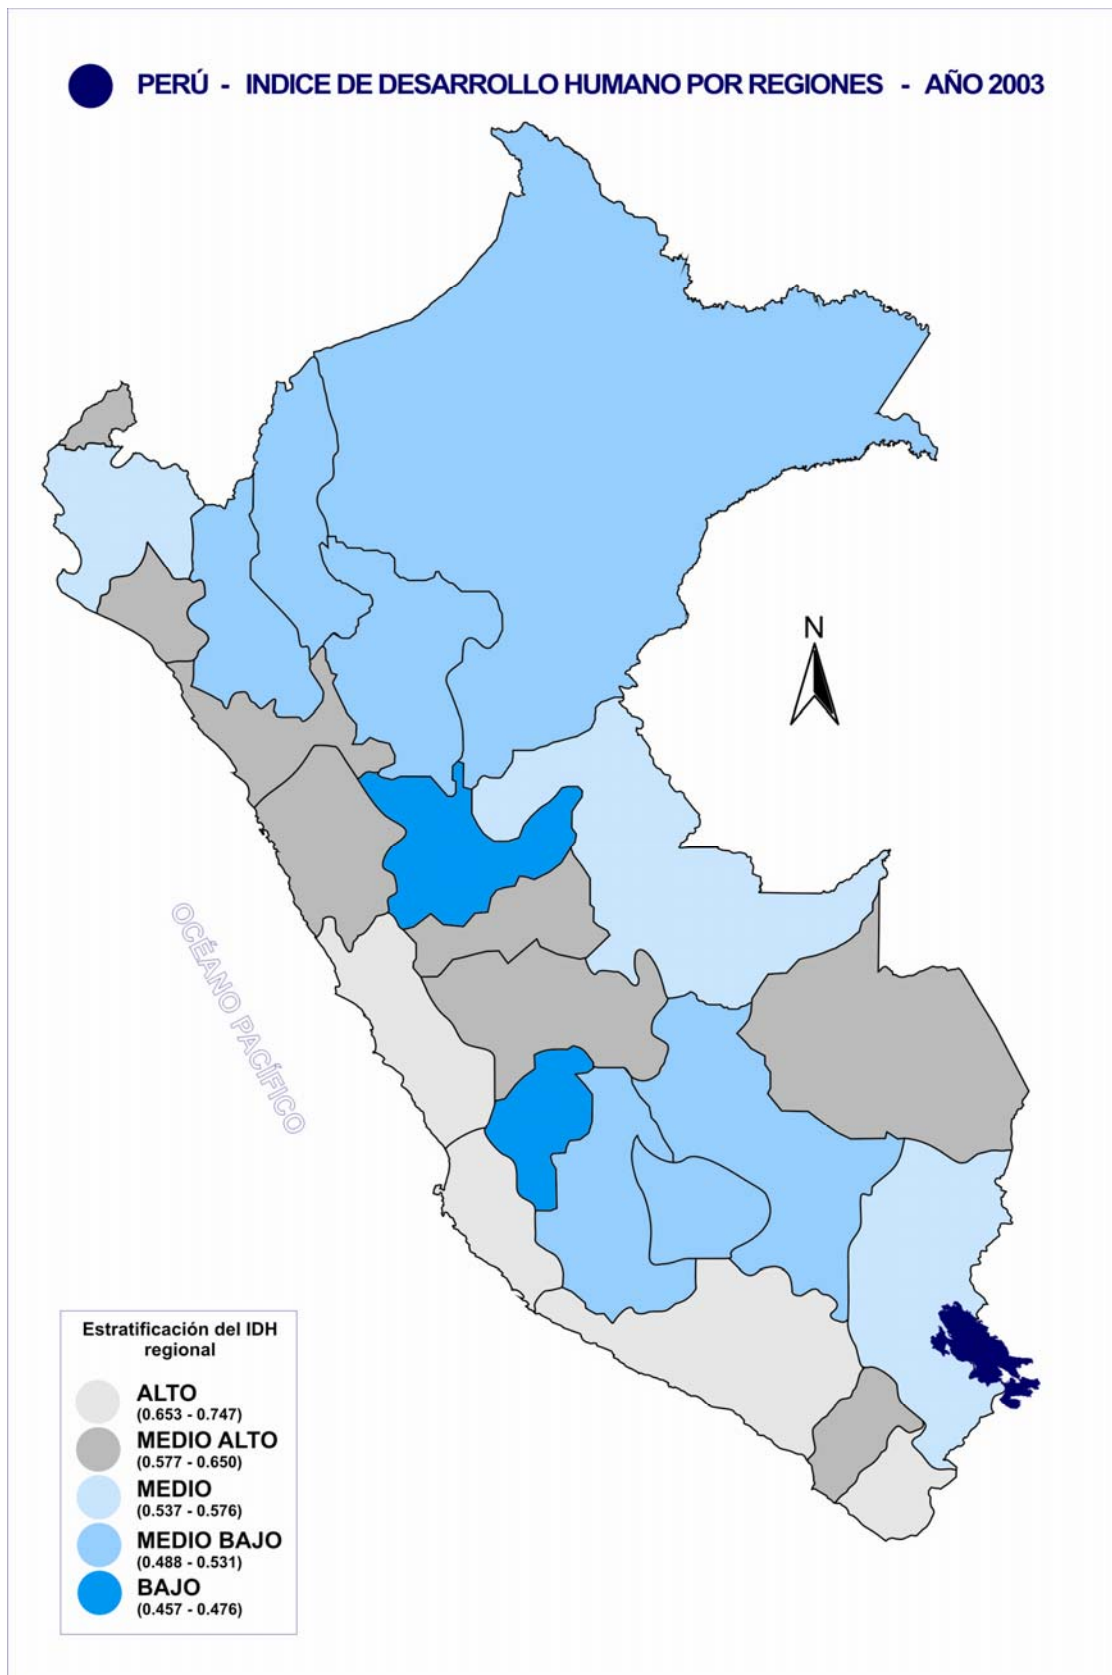 PERÚ - INDICE DE DESARROLLO HUMANO POR REGIONES - AÑO 2003
N
OCÉANO PACÍFICO
Estratificación del IDH
regional
ALTO
(0.653 - 0.747)
MEDIO ALTO
(0.577 - 0.650)
MEDIO
(0.537 - 0.576)
MEDIO BAJO
(0.488 - 0.531)
BAJO
(0.457 - 0.476)